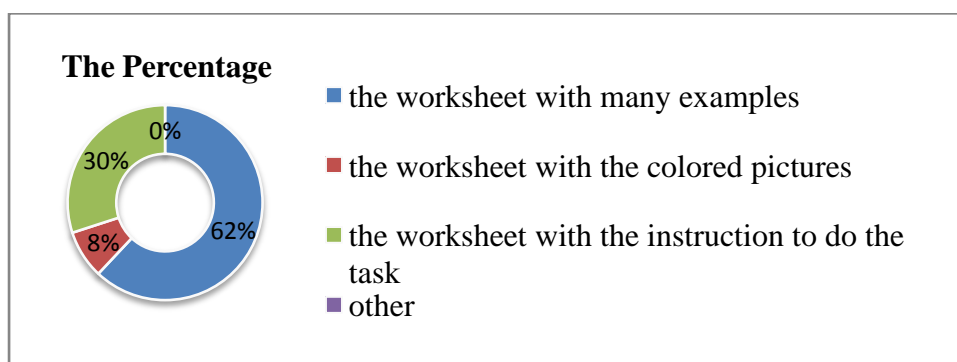 The Percentage
0%
30%
8%
62%
the worksheet with many examples
the worksheet with the colored pictures
the worksheet with the instruction to do the
task
other